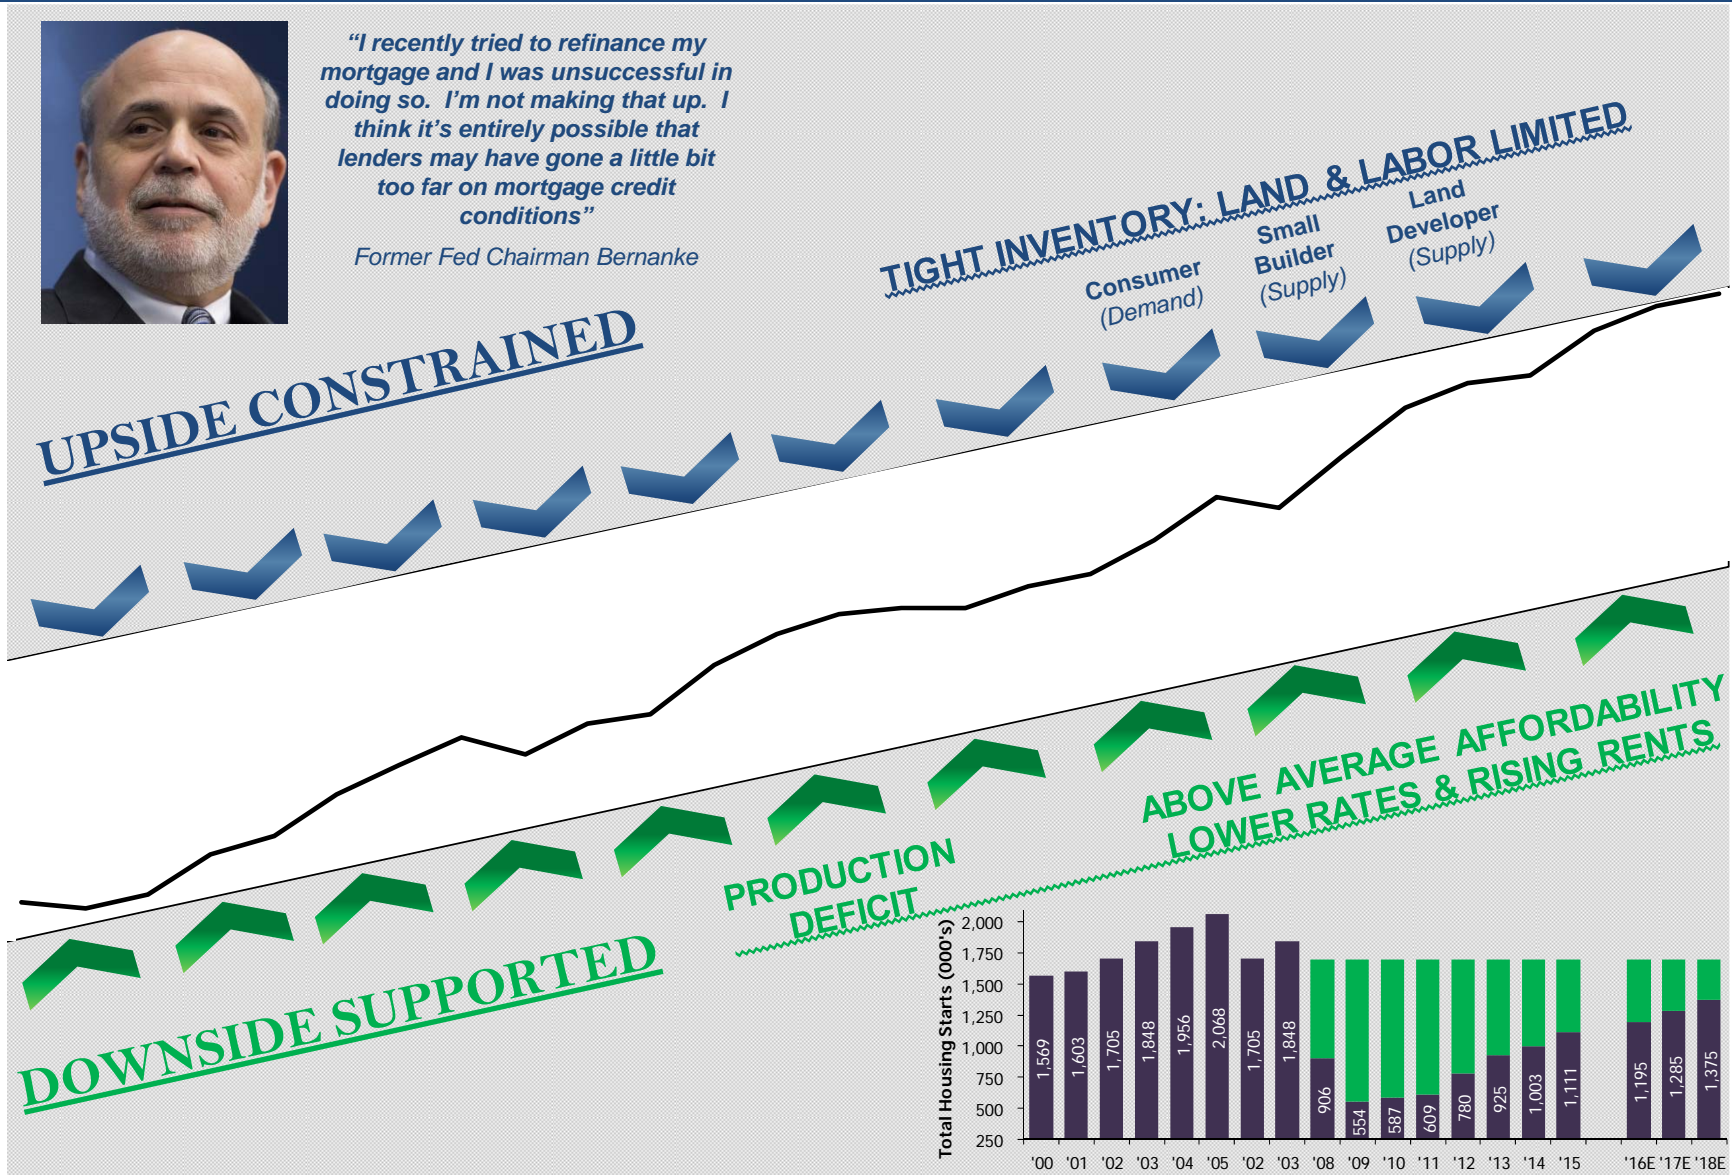 “I recently tried to refinance my
mortgage and I was unsuccessful in
doing so. I’m not making that up. I
think it’s entirely possible that
lenders may have gone a little bit
too far on mortgage credit
conditions”
Former Fed Chairman Bernanke
UPSIDE CONSTRAINED
TIGHT INVENTORY: LAND & LABOR LIMITED
Consumer
(Demand)
Small
Builder
(Supply)
Land
Developer
(Supply)
ABOVE AVERAGE AFFORDABILITY
LOWER RATES & RISING RENTS
PRODUCTION
DEFICIT
DOWNSIDE SUPPORTED
Total Housing Starts (000's)
2,000
1,750
1,500
1,250
1,000
750
500
250
1,569
1,603
1,705
1,848
1,956
2,068
1,705
1,848
906
554
587
609
780
925
1,003
1,111
1,195
1,285
1,375
'00 '01 '02 '03 '04 '05 '02 '03 '08 '09 '10 '11 '12 '13 '14 '15 '16E '17E '18E